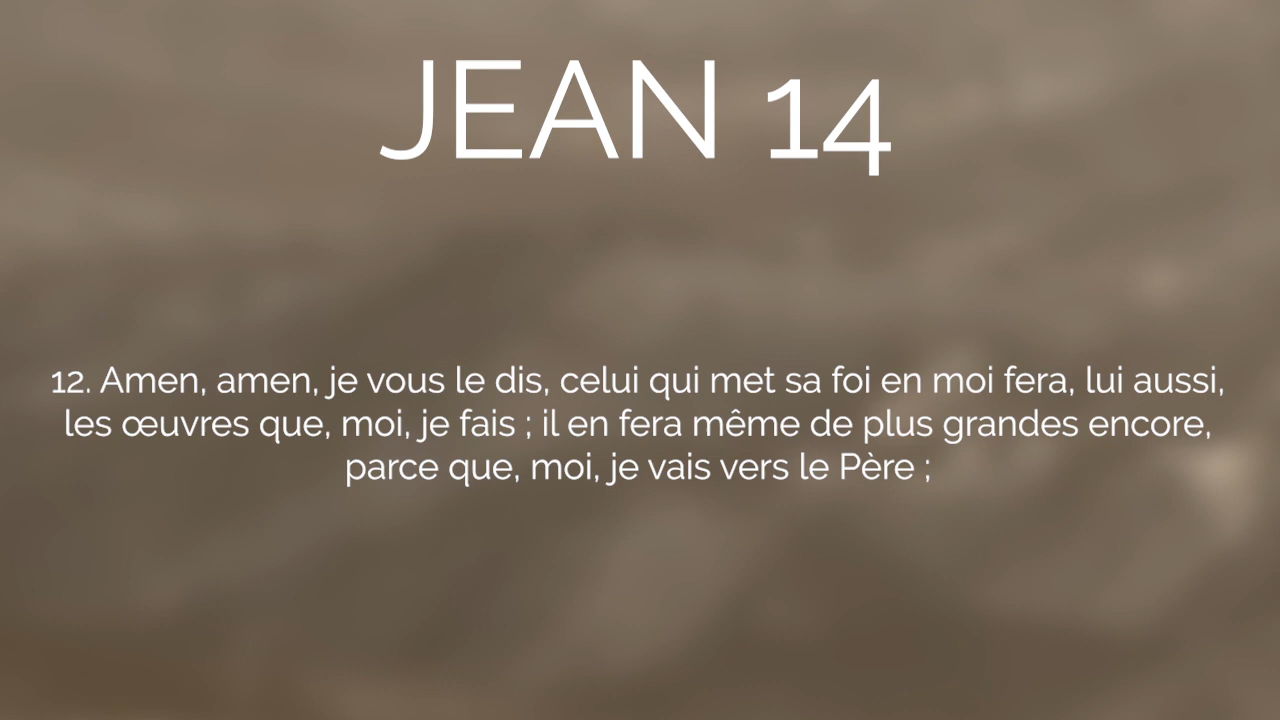 JEAN 14
12. Amen, amen, je vous le dis, celui qui met sa foi en moi fera, lui aussi,
les œuvres que, moi, je fais ; il en fera même de plus grandes encore,
parce que, moi, je vais vers le Père ;